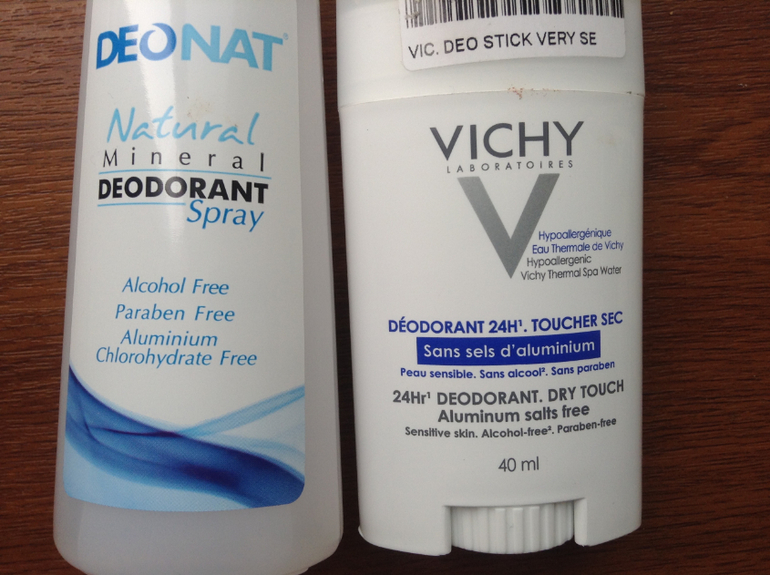 DEONAT®
Natural
Mineral
DEODORANT
Spray
Alcohol Free
Paraben Free
Aluminium
Chlorohydrate Free
VIC. DEO STICK VERY SE
VICHY
LABORATOIRES
V
Hypoallergénique
Eau Thermale de Vichy
Hypoallergenic
Vichy Thermal Spa Water
DÉODORANT 24H¹. TOUCHER SEC
Sans sels d'aluminium
Peau sensible. Sans alcool². Sans paraben
24Hr¹ DEODORANT. DRY TOUCH
Aluminum salts free
Sensitive skin. Alcohol-free². Paraben-free
40 ml